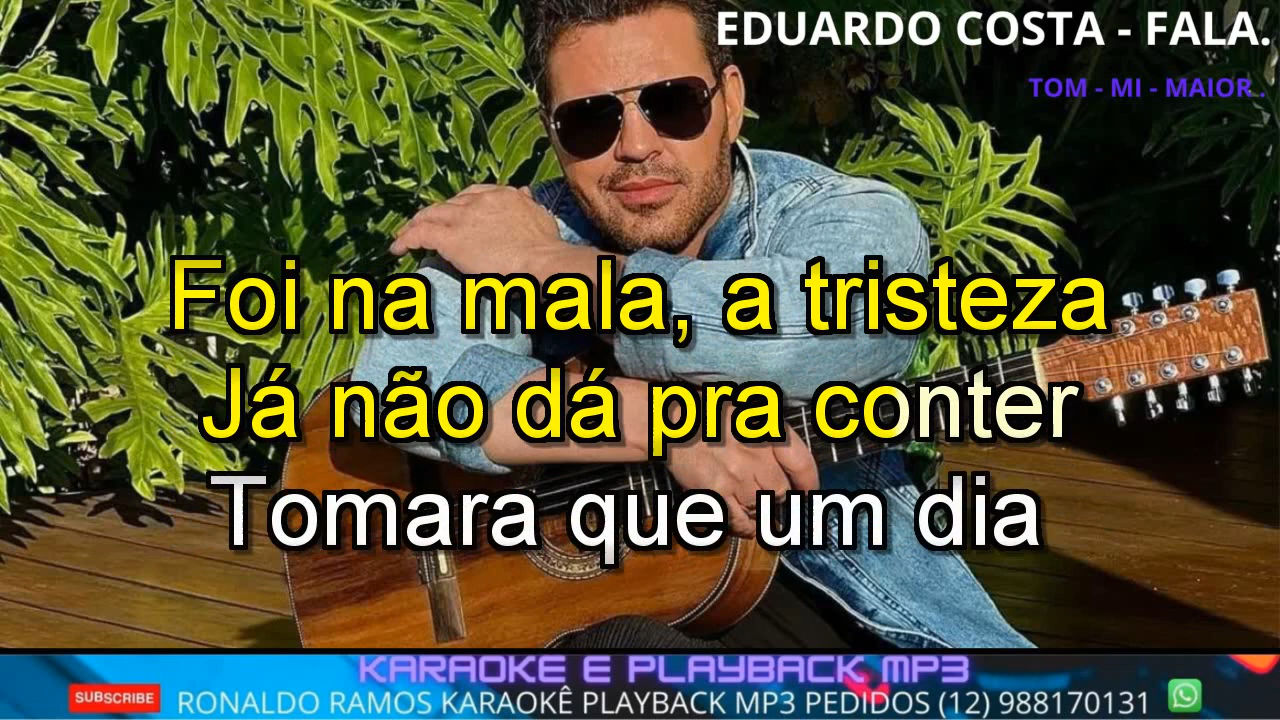 EDUARDO COSTA - FALA.
TOM - MI - MAIOR .
Foi na mala, a tristeza
Já não dá pra conter
Tomara que um dia
KARAOKE E PLAYBACK MP3
SUBSCRIBE
RONALDO RAMOS KARAOKÊ PLAYBACK MP3 PEDIDOS (12) 988170131